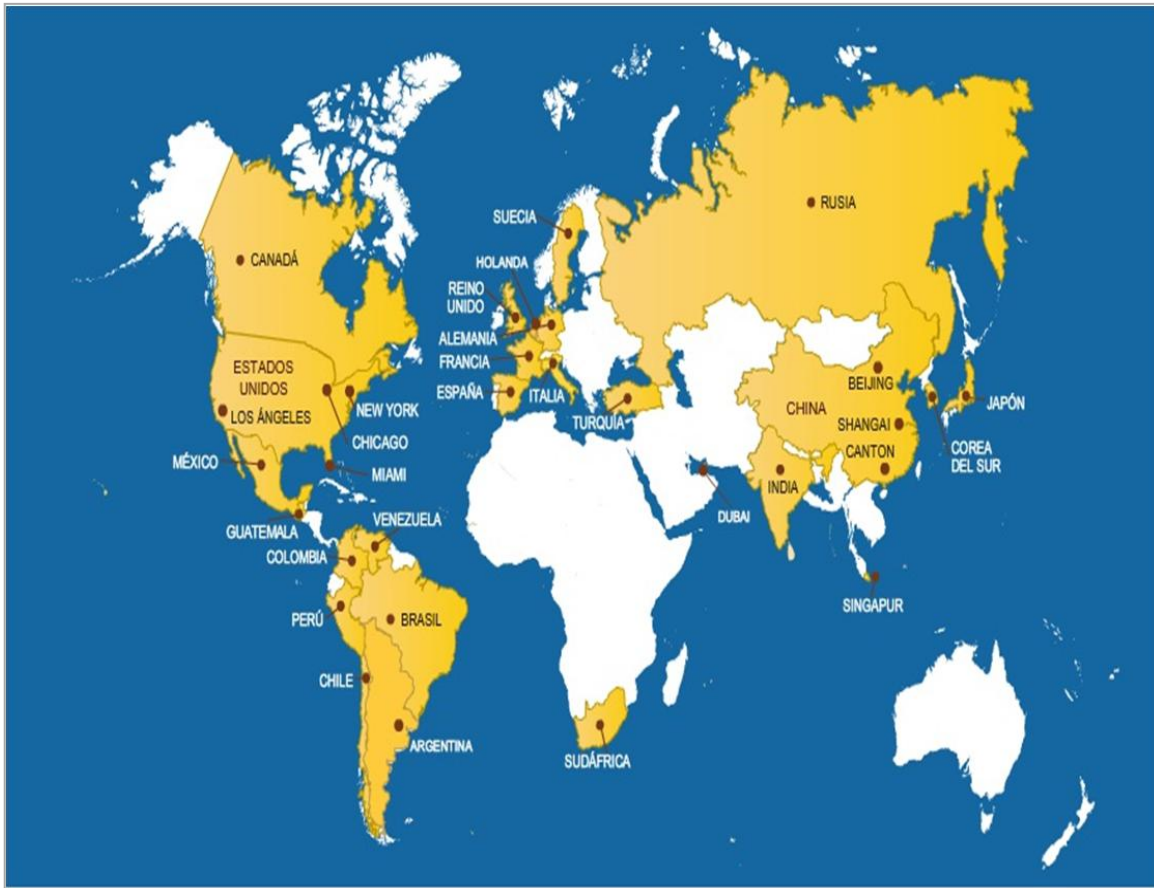 RUSIA
SUECIA
CANADÁ
HOLANDA
REINO
UNIDO
ALEMANIA
FRANCIA
ESTADOS
UNIDOS
ESPAÑA
ITALIA
BEIJING
NEW YORK
LOS ÁNGELES
TURQUÍA
CHINA
JAPÓN
SHANGAI
CHICAGO
COREA
DEL SUR
CANTON
MÉXICO
MIAMI
INDIA
DUBAI
VENEZUELA
GUATEMALA
COLOMBIA
SINGAPUR
PERÚ
BRASIL
CHILE
ARGENTINA
SUDÁFRICA